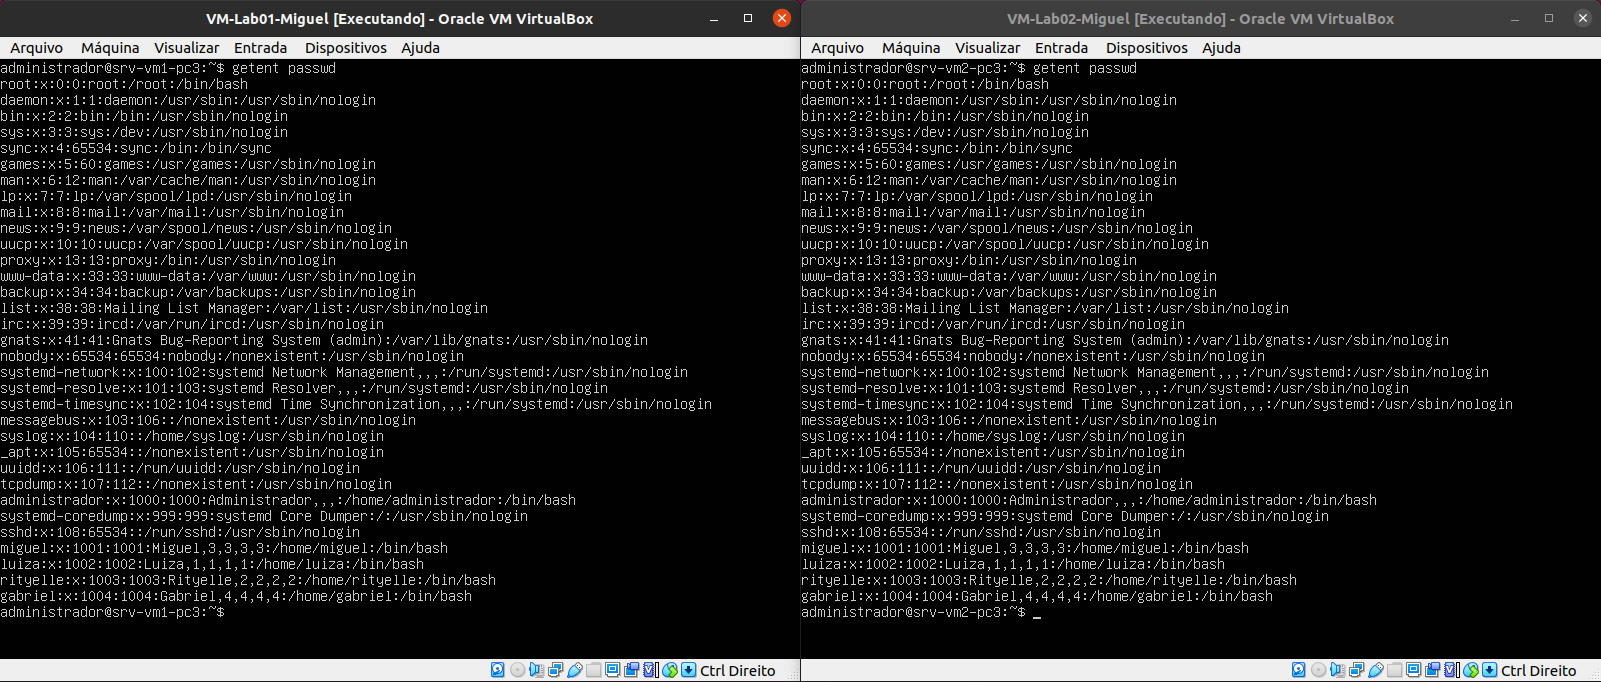 VM-Lab01-Miguel [Executando] - Oracle VM VirtualBox
Arquivo Máquina Visualizar Entrada Dispositivos Ajuda
administrador@srv-vm1-pc3:~$ getent passwd
root:x:0:0:root:/root:/bin/bash
daemon:x:1:1:daemon:/usr/sbin:/usr/sbin/nologin
bin:x:2:2:bin:/bin:/usr/sbin/nologin
sys:x:3:3:sys:/dev:/usr/sbin/nologin
sync:x:4:65534:sync:/bin:/bin/sync
games:x:5:60:games:/usr/games:/usr/sbin/nologin
man:x:6:12:man:/var/cache/man:/usr/sbin/nologin
lp:x:7:7:lp:/var/spool/lpd:/usr/sbin/nologin
mail:x:8:8:mail:/var/mail:/usr/sbin/nologin
news:x:9:9:news:/var/spool/news:/usr/sbin/nologin
uucp:x:10:10:uucp:/var/spool/uucp:/usr/sbin/nologin
proxy:x:13:13:proxy:/bin:/usr/sbin/nologin
www-data:x:33:33:www-data:/var/www:/usr/sbin/nologin
backup:x:34:34:backup:/var/backups:/usr/sbin/nologin
list:x:38:38:Mailing List Manager:/var/list:/usr/sbin/nologin
irc:x:39:39:ircd:/var/run/ircd:/usr/sbin/nologin
gnats:x:41:41:Gnats Bug-Reporting System (admin):/var/lib/gnats:/usr/sbin/nologin
nobody:x:65534:65534:nobody:/nonexistent:/usr/sbin/nologin
systemd-network:x:100:102:systemd Network Management,,,:/run/systemd:/usr/sbin/nologin
systemd-resolve:x:101:103:systemd Resolver,,,:/run/systemd:/usr/sbin/nologin
systemd-timesync:x:102:104:systemd Time Synchronization,,,:/run/systemd:/usr/sbin/nologin
messagebus:x:103:106::/nonexistent:/usr/sbin/nologin
syslog:x:104:110::/home/syslog:/usr/sbin/nologin
_apt:x:105:65534::/nonexistent:/usr/sbin/nologin
uuidd:x:106:111::/run/uuidd:/usr/sbin/nologin
tcpdump:x:107:112::/nonexistent:/usr/sbin/nologin
administrador:x:1000:1000:Administrador,,,:/home/administrador:/bin/bash
systemd-coredump:x:999:999:systemd Core Dumper:/:/usr/sbin/nologin
sshd:x:108:65534::/run/sshd:/usr/sbin/nologin
miguel:x:1001:1001:Miguel,3,3,3,3:/home/miguel:/bin/bash
luiza:x:1002:1002:Luiza,1,1,1,1:/home/luiza:/bin/bash
rityelle:x:1003:1003:Rityelle,2,2,2,2:/home/rityelle:/bin/bash
gabriel:x:1004:1004:Gabriel,4,4,4,4:/home/gabriel:/bin/bash
administrador@srv-vm1-pc3:~$
Ctrl Direito
VM-Lab02-Miguel [Executando] - Oracle VM VirtualBox
Arquivo Máquina Visualizar Entrada Dispositivos Ajuda
administrador@srv-vm2-pc3:~$ getent passwd
root:x:0:0:root:/root:/bin/bash
daemon:x:1:1:daemon:/usr/sbin:/usr/sbin/nologin
bin:x:2:2:bin:/bin:/usr/sbin/nologin
sys:x:3:3:sys:/dev:/usr/sbin/nologin
sync:x:4:65534:sync:/bin:/bin/sync
games:x:5:60:games:/usr/games:/usr/sbin/nologin
man:x:6:12:man:/var/cache/man:/usr/sbin/nologin
lp:x:7:7:lp:/var/spool/lpd:/usr/sbin/nologin
mail:x:8:8:mail:/var/mail:/usr/sbin/nologin
news:x:9:9:news:/var/spool/news:/usr/sbin/nologin
uucp:x:10:10:uucp:/var/spool/uucp:/usr/sbin/nologin
proxy:x:13:13:proxy:/bin:/usr/sbin/nologin
www-data:x:33:33:www-data:/var/www:/usr/sbin/nologin
backup:x:34:34:backup:/var/backups:/usr/sbin/nologin
list:x:38:38:Mailing List Manager:/var/list:/usr/sbin/nologin
irc:x:39:39:ircd:/var/run/ircd:/usr/sbin/nologin
gnats:x:41:41:Gnats Bug-Reporting System (admin):/var/lib/gnats:/usr/sbin/nologin
nobody:x:65534:65534:nobody:/nonexistent:/usr/sbin/nologin
systemd-network:x:100:102:systemd Network Management,,,:/run/systemd:/usr/sbin/nologin
systemd-resolve:x:101:103:systemd Resolver,,,:/run/systemd:/usr/sbin/nologin
systemd-timesync:x:102:104:systemd Time Synchronization,,,:/run/systemd:/usr/sbin/nologin
messagebus:x:103:106::/nonexistent:/usr/sbin/nologin
syslog:x:104:110::/home/syslog:/usr/sbin/nologin
_apt:x:105:65534::/nonexistent:/usr/sbin/nologin
uuidd:x:106:111::/run/uuidd:/usr/sbin/nologin
tcpdump:x:107:112::/nonexistent:/usr/sbin/nologin
administrador:x:1000:1000:Administrador,,,:/home/administrador:/bin/bash
systemd-coredump:x:999:999:systemd Core Dumper:/:/usr/sbin/nologin
sshd:x:108:65534::/run/sshd:/usr/sbin/nologin
miguel:x:1001:1001:Miguel,3,3,3,3:/home/miguel:/bin/bash
luiza:x:1002:1002:Luiza,1,1,1,1:/home/luiza:/bin/bash
rityelle:x:1003:1003:Rityelle,2,2,2,2:/home/rityelle:/bin/bash
gabriel:x:1004:1004:Gabriel,4,4,4,4:/home/gabriel:/bin/bash
administrador@srv-vm2-pc3:~$ _
Ctrl Direito